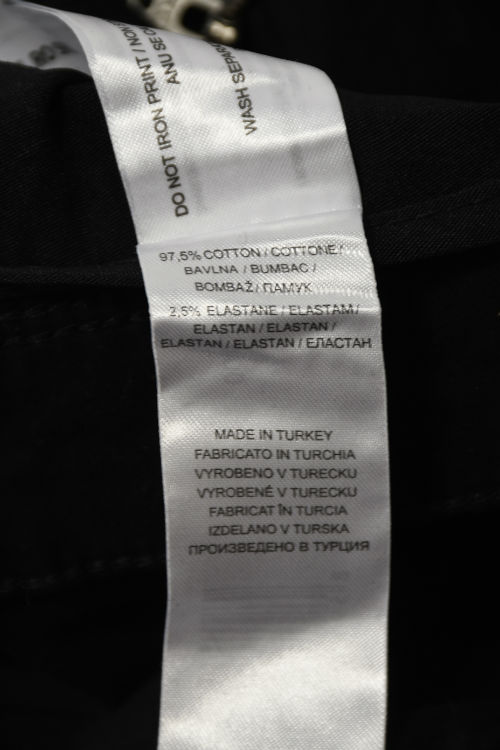 DO NOT IRON PRINT / NON S
ANU SE C
WASH SEPARA
97,5% COTTON / COTTONE /
BAVLNA / BUMBAC /
BOMBAŽ / ПАМУК
2,5% ELASTANE / ELASTAM /
ELASTAN / ELASTAN /
ELASTAN / ELASTAN / ЕЛАСТАН
MADE IN TURKEY
FABRICATO IN TURCHIA
VYROBENO V TURECKU
VYROBENÉ V TURECKU
FABRICAT ÎN TURCIA
IZDELANO V TURSKA
ПРОИЗВЕДЕНО В ТУРЦИЯ